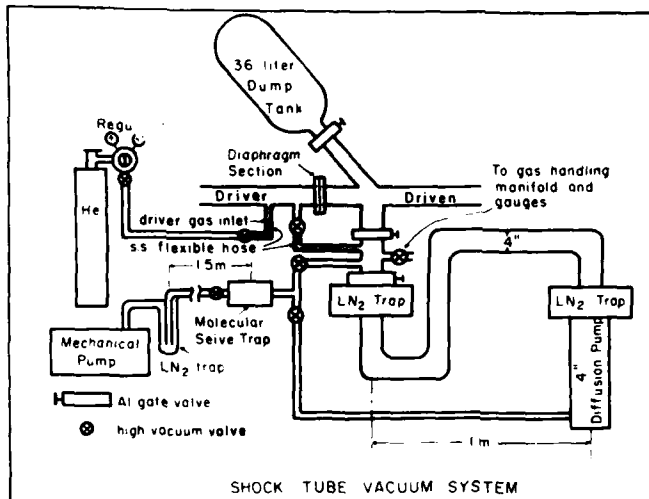 36 liter
Dump
Tank
Regu
Diaphragm
Section
To gas handling
manifold and
gauges
Driver
Driven
He
driver gas inlet
s.s flexible hose
1.5m
4"
LN2 Trap
LN2 Trap
Molecular
Seive Trap
Mechanical
Pump
LN2 trap
4"
Diffusion Pump
Al gate valve
high vacuum valve
1m
SHOCK TUBE VACUUM SYSTEM